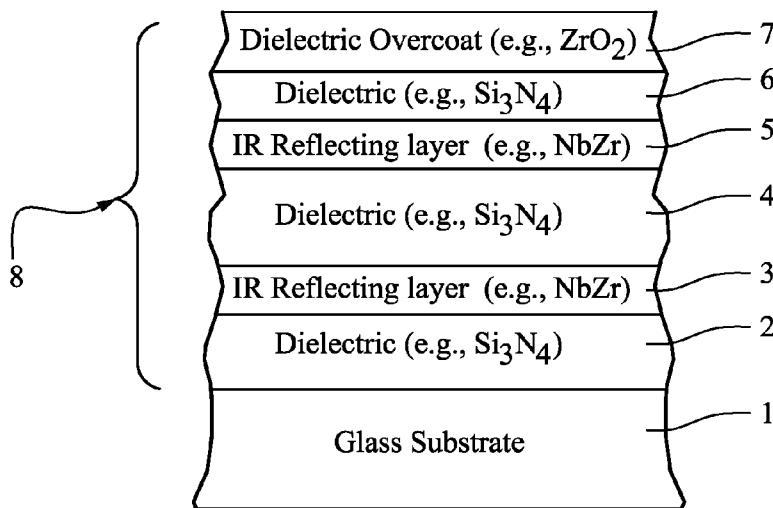 Dielectric Overcoat (e.g., ZrO2) 7
Dielectric (e.g., Si3N4) 6
IR Reflecting layer (e.g., NbZr) 5
Dielectric (e.g., Si3N4) 4
8
IR Reflecting layer (e.g., NbZr) 3
Dielectric (e.g., Si3N4) 2
Glass Substrate 1